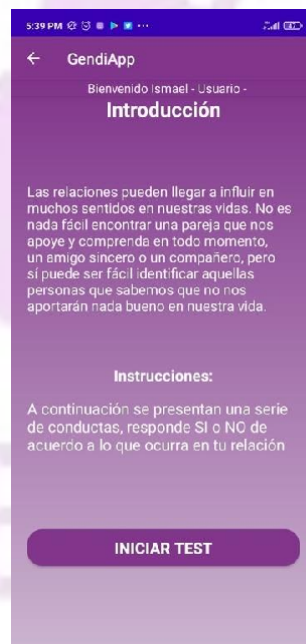 5:39 PM
← GendiApp
Bienvenido Ismael - Usuario -
Introducción
Las relaciones pueden llegar a influir en
muchos sentidos en nuestras vidas. No es
nada fácil encontrar una pareja que nos
apoye y comprenda en todo momento,
un amigo sincero o un compañero, pero
sí puede ser fácil identificar aquellas
personas que sabemos que no nos
aportarán nada bueno en nuestra vida.
Instrucciones:
A continuación se presentan una serie
de conductas, responde SI o NO de
acuerdo a lo que ocurra en tu relación
INICIAR TEST